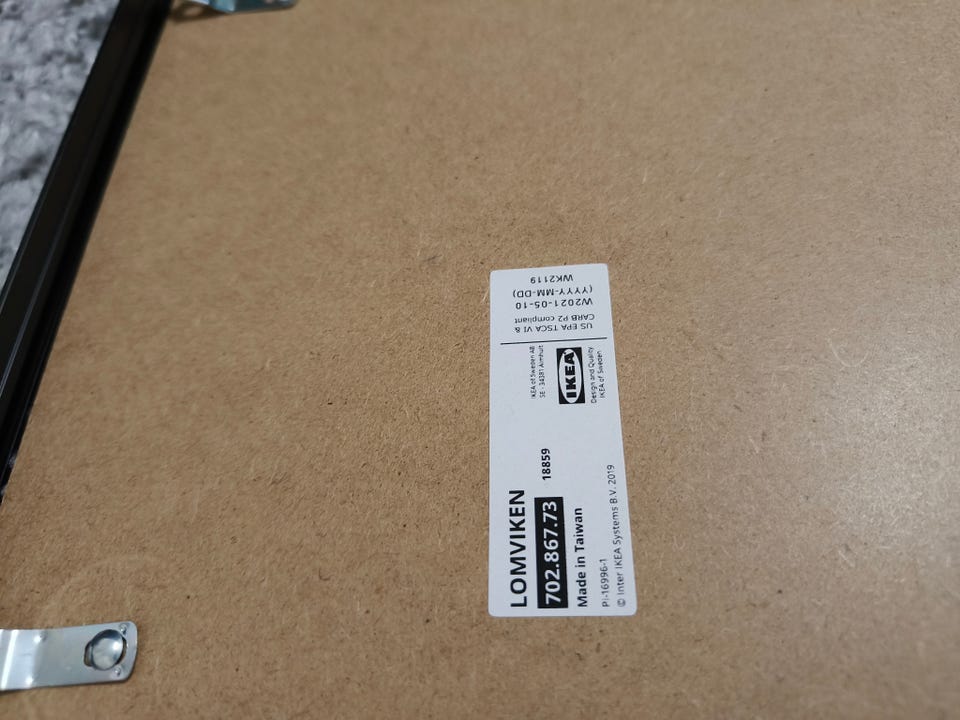 LOMVIKEN
702.867.73
18859
Made in Taiwan
PI-16996-1
© Inter IKEA Systems B.V. 2019
IKEA of Sweden AB
SE - 34381 Älmhult
IKEA
Design and Quality
IKEA of Sweden
US EPA TSCA VI &
CARB P2 compliant
W2021-05-10
(YYYY-MM-DD)
WK2119